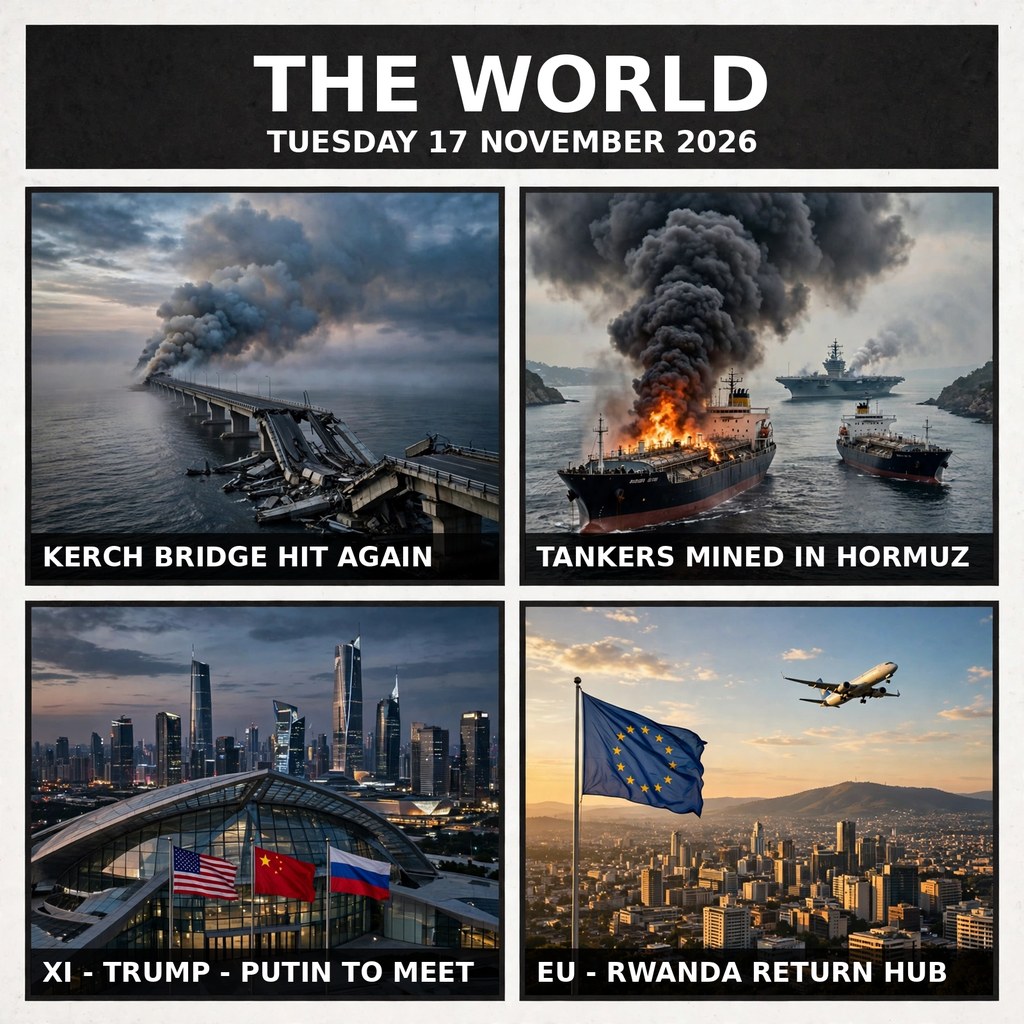 THE WORLD
TUESDAY 17 NOVEMBER 2026
KERCH BRIDGE HIT AGAIN
TANKERS MINED IN HORMUZ
XI - TRUMP - PUTIN TO MEET
EU - RWANDA RETURN HUB